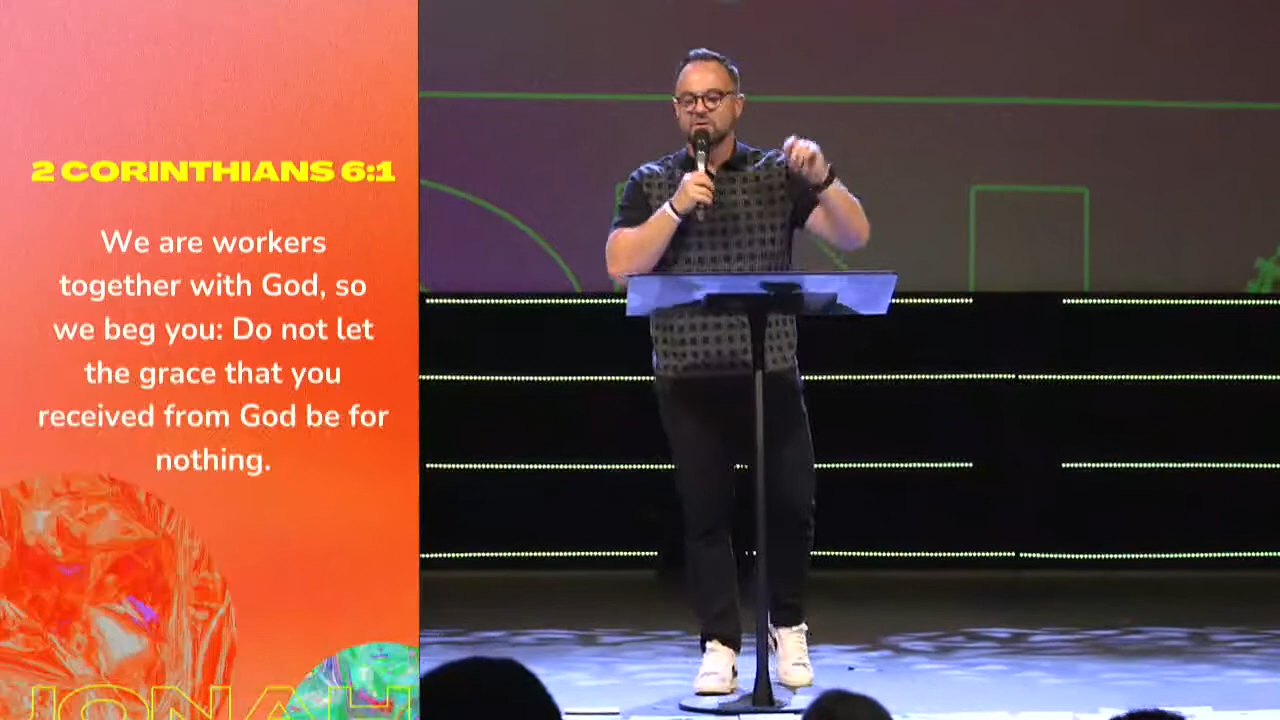 2 CORINTHIANS 6:1
We are workers
together with God, so
we beg you: Do not let
the grace that you
received from God be for
nothing.
JONAH